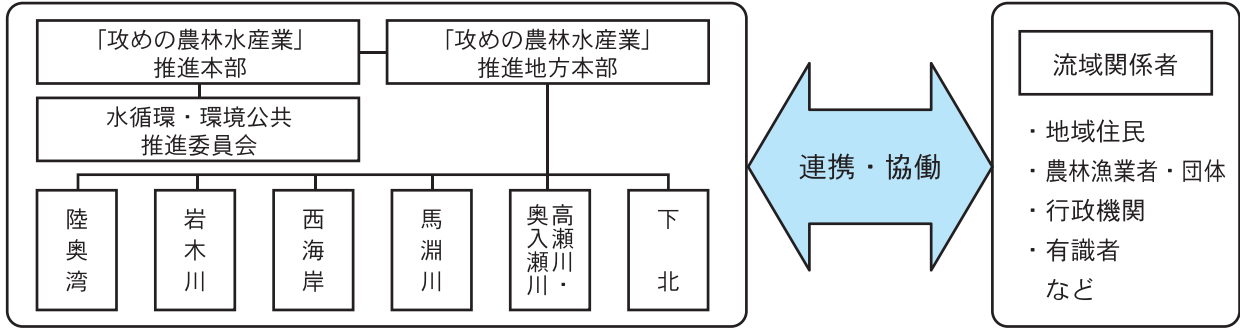 「攻めの農林水産業」
推進本部
「攻めの農林水産業」
推進地方本部
水循環・環境公共
推進委員会
陸奥湾
岩木川
西海岸
馬淵川
高瀬川・
奥入瀬川
下北
連携・協働
流域関係者
・地域住民
・農林漁業者・団体
・行政機関
・有識者
など